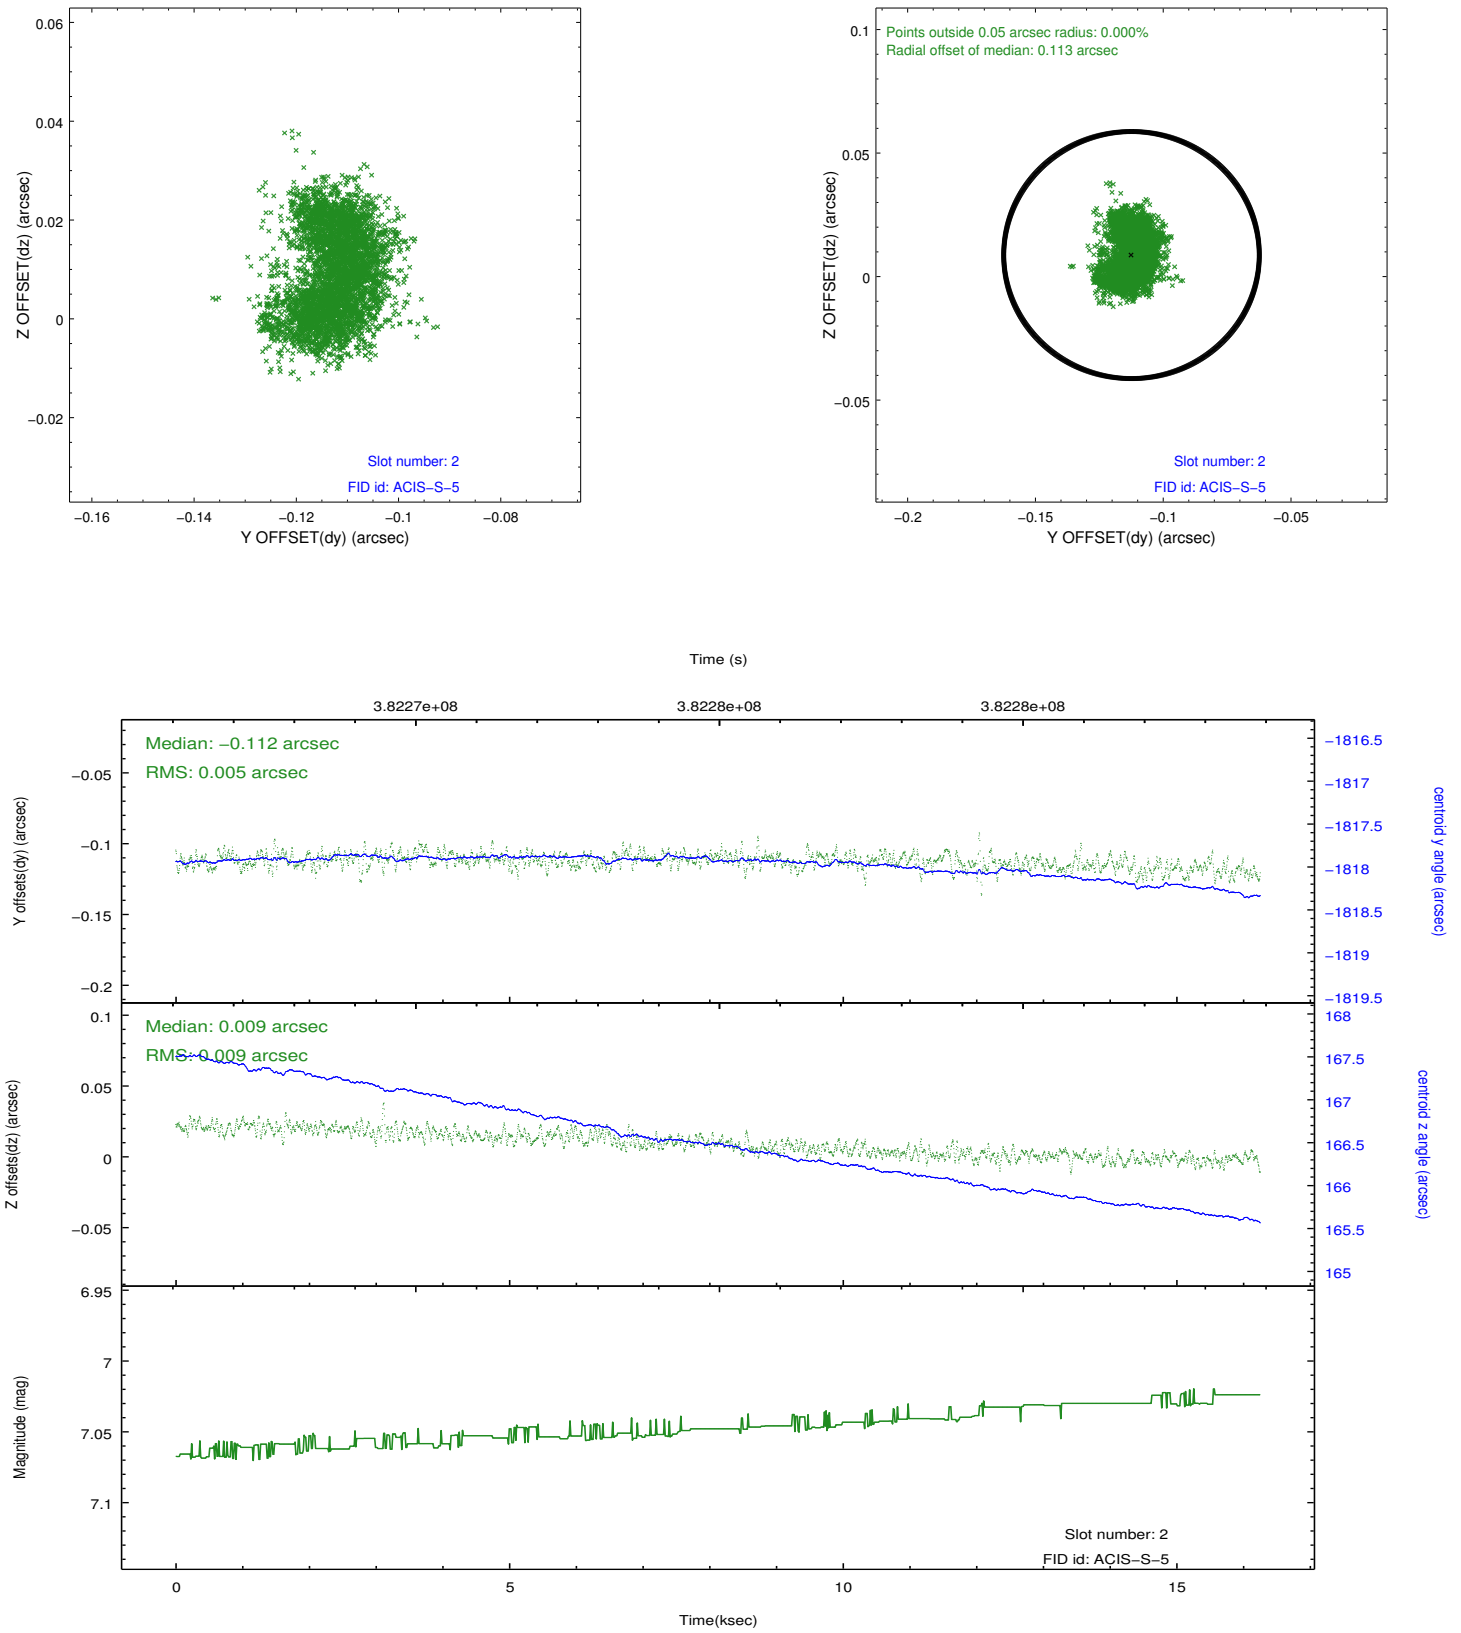 0.06
0.04
0.02
0
−0.02
Z OFFSET(dz) (arcsec)
Slot number: 2
FID id: ACIS−S−5
−0.16 −0.14 −0.12 −0.1 −0.08
Y OFFSET(dy) (arcsec)
Points outside 0.05 arcsec radius: 0.000%
Radial offset of median: 0.113 arcsec
0.1
0.05
0
−0.05
Z OFFSET(dz) (arcsec)
Slot number: 2
FID id: ACIS−S−5
−0.2 −0.15 −0.1 −0.05
Y OFFSET(dy) (arcsec)
Time (s)
3.8227e+08 3.8228e+08 3.8228e+08
Median: −0.112 arcsec
RMS: 0.005 arcsec
−0.05
−0.1
−0.15
−0.2
Y offsets(dy) (arcsec)
−1816.5
−1817
−1817.5
−1818
−1818.5
−1819
−1819.5
centroid y angle (arcsec)
Median: 0.009 arcsec
RMS: 0.009 arcsec
0.1
0.05
0
−0.05
Z offsets(dz) (arcsec)
168
167.5
167
166.5
166
165.5
165
centroid z angle (arcsec)
6.95
7
7.05
7.1
Magnitude (mag)
Slot number: 2
FID id: ACIS−S−5
0 5 10 15
Time(ksec)